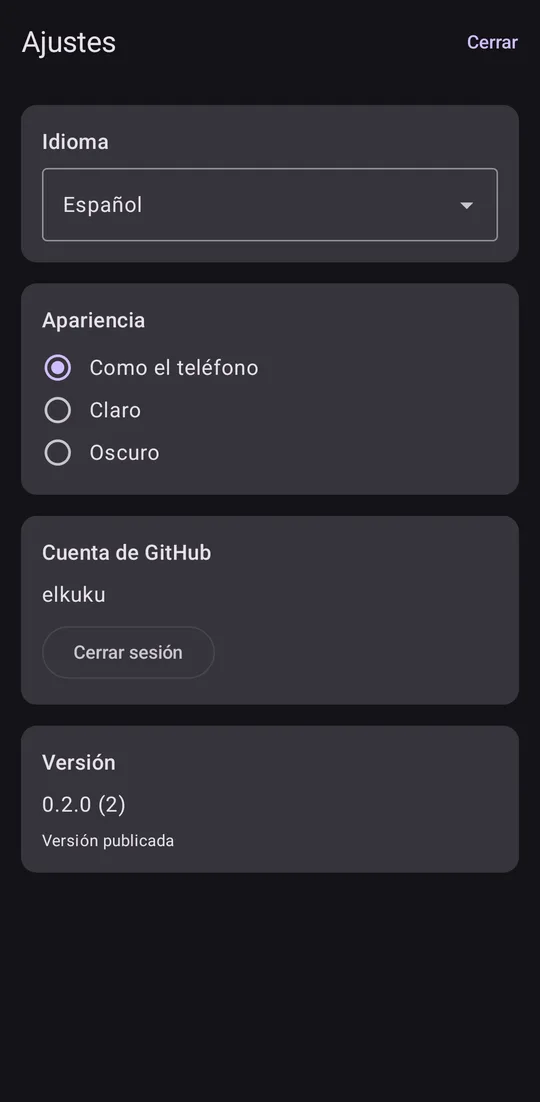 Ajustes
Cerrar
Idioma
Español
Apariencia
Como el teléfono
Claro
Oscuro
Cuenta de GitHub
elkuku
Cerrar sesión
Versión
0.2.0 (2)
Versión publicada